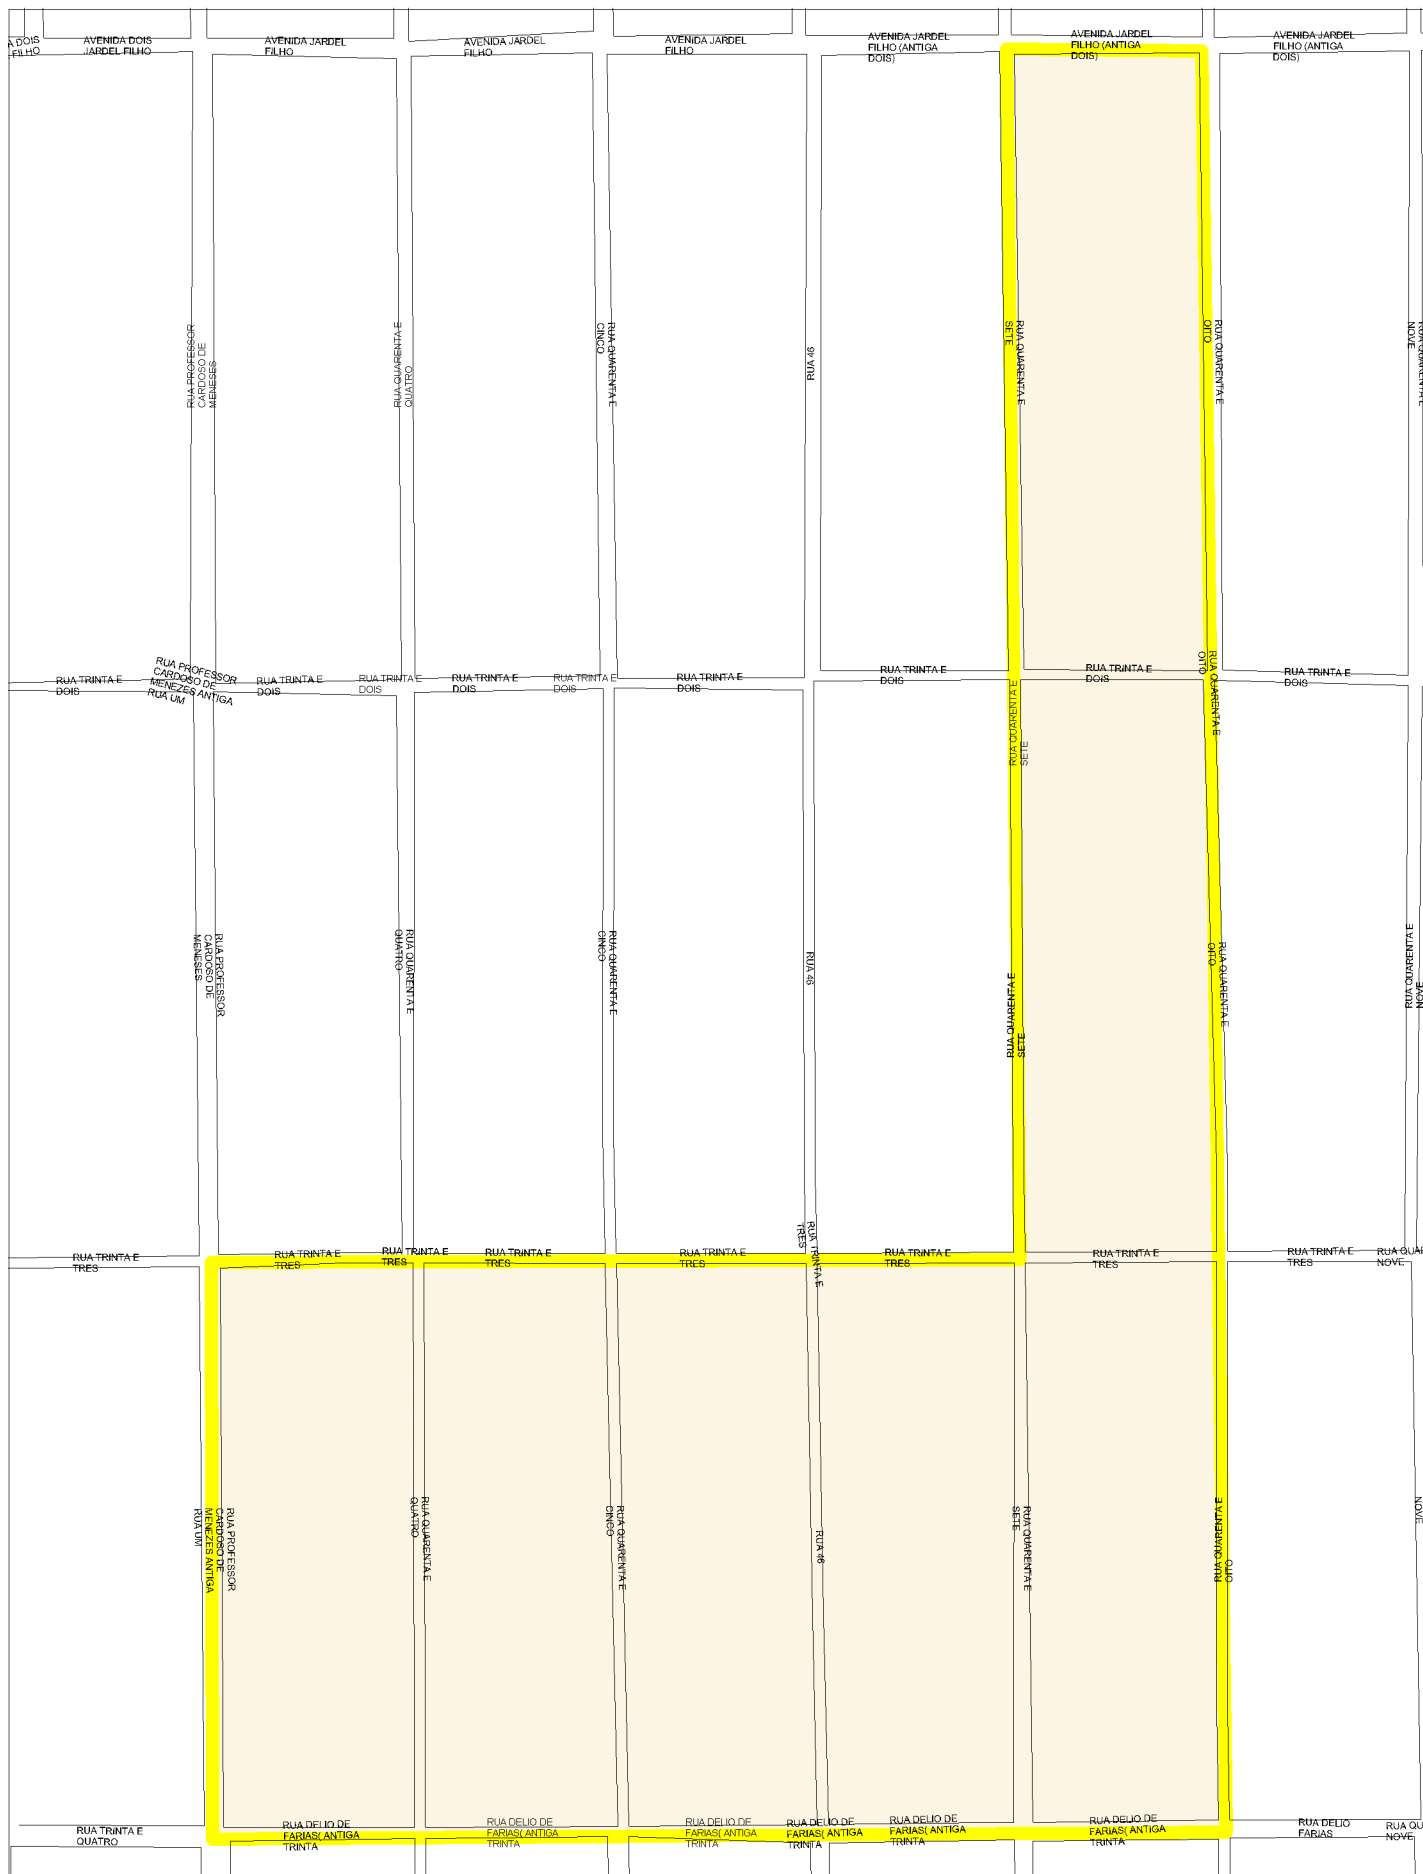 A DOIS
FILHO
AVENIDA DOIS
JARDEL FILHO
AVENIDA JARDEL
FILHO
AVENIDA JARDEL
FILHO
AVENIDA JARDEL
FILHO
AVENIDA JARDEL
FILHO (ANTIGA
DOIS)
AVENIDA JARDEL
FILHO (ANTIGA
DOIS)
AVENIDA JARDEL
FILHO (ANTIGA
DOIS)
RUA PROFESSOR
CARDOSO DE
MENESES
RUA QUARENTA E
QUATRO
RUA QUARENTA E
CINCO
RUA 46
RUA QUARENTA E
SETE
RUA QUARENTA E
OITO
RUA QUARENTA E
NOVE
RUA TRINTA E
DOIS
RUA PROFESSOR
CARDOSO DE
MENEZES ANTIGA
RUA UM
RUA TRINTA E
DOIS
RUA TRINTA E
DOIS
RUA TRINTA E
DOIS
RUA TRINTA E
DOIS
RUA TRINTA E
DOIS
RUA TRINTA E
DOIS
RUA TRINTA E
DOIS
RUA QUARENTA E
OITO
RUA TRINTA E
DOIS
RUA QUARENTA E
SETE
RUA PROFESSOR
CARDOSO DE
MENESES
RUA QUARENTA E
QUATRO
RUA QUARENTA E
CINCO
RUA 46
RUA QUARENTA E
SETE
RUA QUARENTA E
OITO
RUA QUARENTA E
NOVE
RUA TRINTA E
TRES
RUA TRINTA E
TRES
RUA TRINTA E
TRES
RUA TRINTA E
TRES
RUA TRINTA E
TRES
RUA TRINTA E
TRES
RUA TRINTA E
TRES
RUA TRINTA E
TRES
RUA TRINTA E
TRES
RUA QUA
NOVE
RUA PROFESSOR
CARDOSO DE
MENEZES ANTIGA
RUA UM
RUA QUARENTA E
QUATRO
RUA QUARENTA E
CINCO
RUA 46
RUA QUARENTA E
SETE
RUA QUARENTA E
OITO
NOVE
RUA TRINTA E
QUATRO
RUA DELIO DE
FARIAS( ANTIGA
TRINTA
RUA DELIO DE
FARIAS( ANTIGA
TRINTA
RUA DELIO DE
FARIAS( ANTIGA
TRINTA
RUA DELIO DE
FARIAS( ANTIGA
TRINTA
RUA DELIO DE
FARIAS( ANTIGA
TRINTA
RUA DELIO DE
FARIAS( ANTIGA
TRINTA
RUA DELIO
FARIAS
RUA QU
NOVE